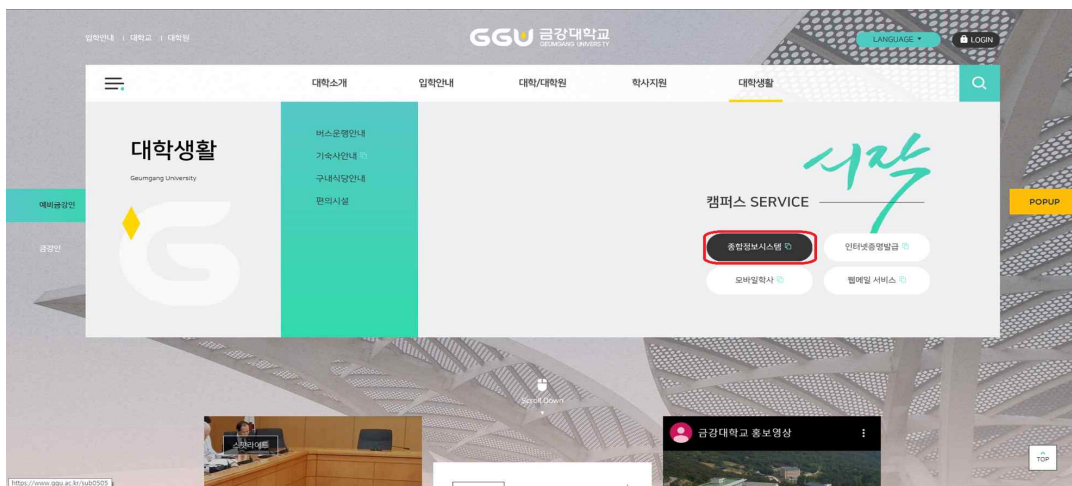 입학안내 | 대학교 | 대학원
GGU 금강대학교
GEUMGANG UNIVERSITY
LANGUAGE
LOGIN
대학소개 입학안내 대학/대학원 학사지원 대학생활
대학생활
Geumgang University
버스운행안내
기숙사안내
구내식당안내
편의시설
시작
캠퍼스 SERVICE
종합정보시스템 인터넷증명발급
모바일학사 웹메일 서비스
예비금강인
금강인
POPUP
Scroll Down
스탓라이트
금강대학교 홍보영상
TOP
https://www.ggu.ac.kr/sub0505